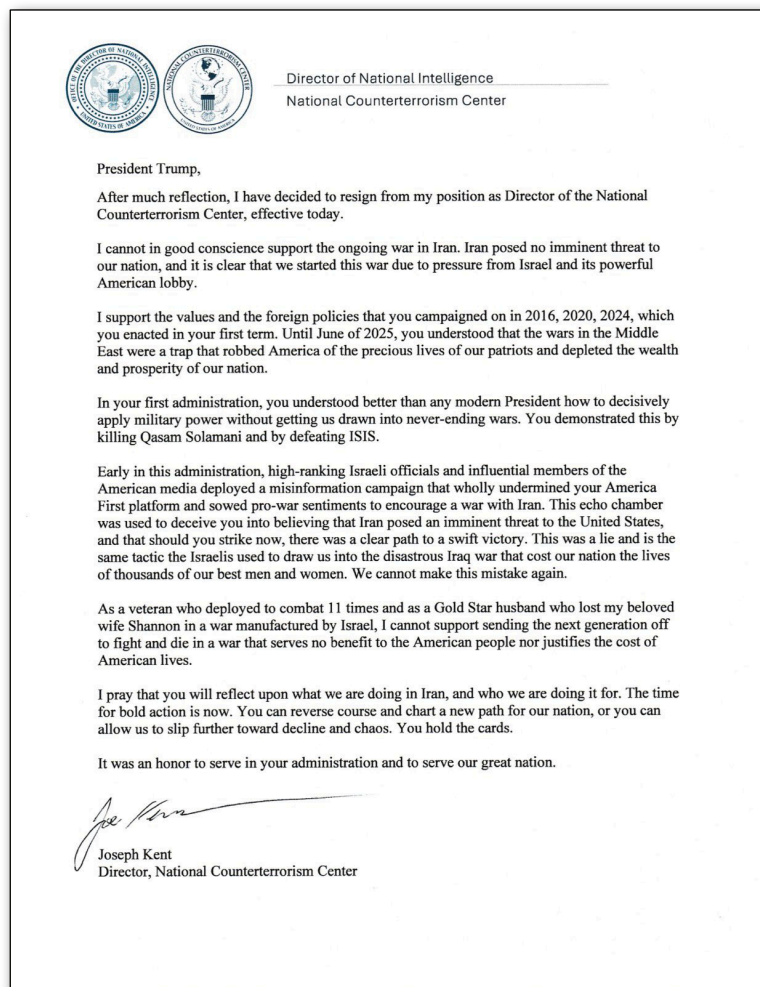 OFFICE OF THE DIRECTOR OF NATIONAL INTELLIGENCE
UNITED STATES OF AMERICA
NATIONAL COUNTERTERRORISM CENTER
UNITED STATES OF AMERICA
Director of National Intelligence
National Counterterrorism Center
President Trump,
After much reflection, I have decided to resign from my position as Director of the National
Counterterrorism Center, effective today.
I cannot in good conscience support the ongoing war in Iran. Iran posed no imminent threat to
our nation, and it is clear that we started this war due to pressure from Israel and its powerful
American lobby.
I support the values and the foreign policies that you campaigned on in 2016, 2020, 2024, which
you enacted in your first term. Until June of 2025, you understood that the wars in the Middle
East were a trap that robbed America of the precious lives of our patriots and depleted the wealth
and prosperity of our nation.
In your first administration, you understood better than any modern President how to decisively
apply military power without getting us drawn into never-ending wars. You demonstrated this by
killing Qasam Solamani and by defeating ISIS.
Early in this administration, high-ranking Israeli officials and influential members of the
American media deployed a misinformation campaign that wholly undermined your America
First platform and sowed pro-war sentiments to encourage a war with Iran. This echo chamber
was used to deceive you into believing that Iran posed an imminent threat to the United States,
and that should you strike now, there was a clear path to a swift victory. This was a lie and is the
same tactic the Israelis used to draw us into the disastrous Iraq war that cost our nation the lives
of thousands of our best men and women. We cannot make this mistake again.
As a veteran who deployed to combat 11 times and as a Gold Star husband who lost my beloved
wife Shannon in a war manufactured by Israel, I cannot support sending the next generation off
to fight and die in a war that serves no benefit to the American people nor justifies the cost of
American lives.
I pray that you will reflect upon what we are doing in Iran, and who we are doing it for. The time
for bold action is now. You can reverse course and chart a new path for our nation, or you can
allow us to slip further toward decline and chaos. You hold the cards.
It was an honor to serve in your administration and to serve our great nation.
Joe Kent
Joseph Kent
Director, National Counterterrorism Center